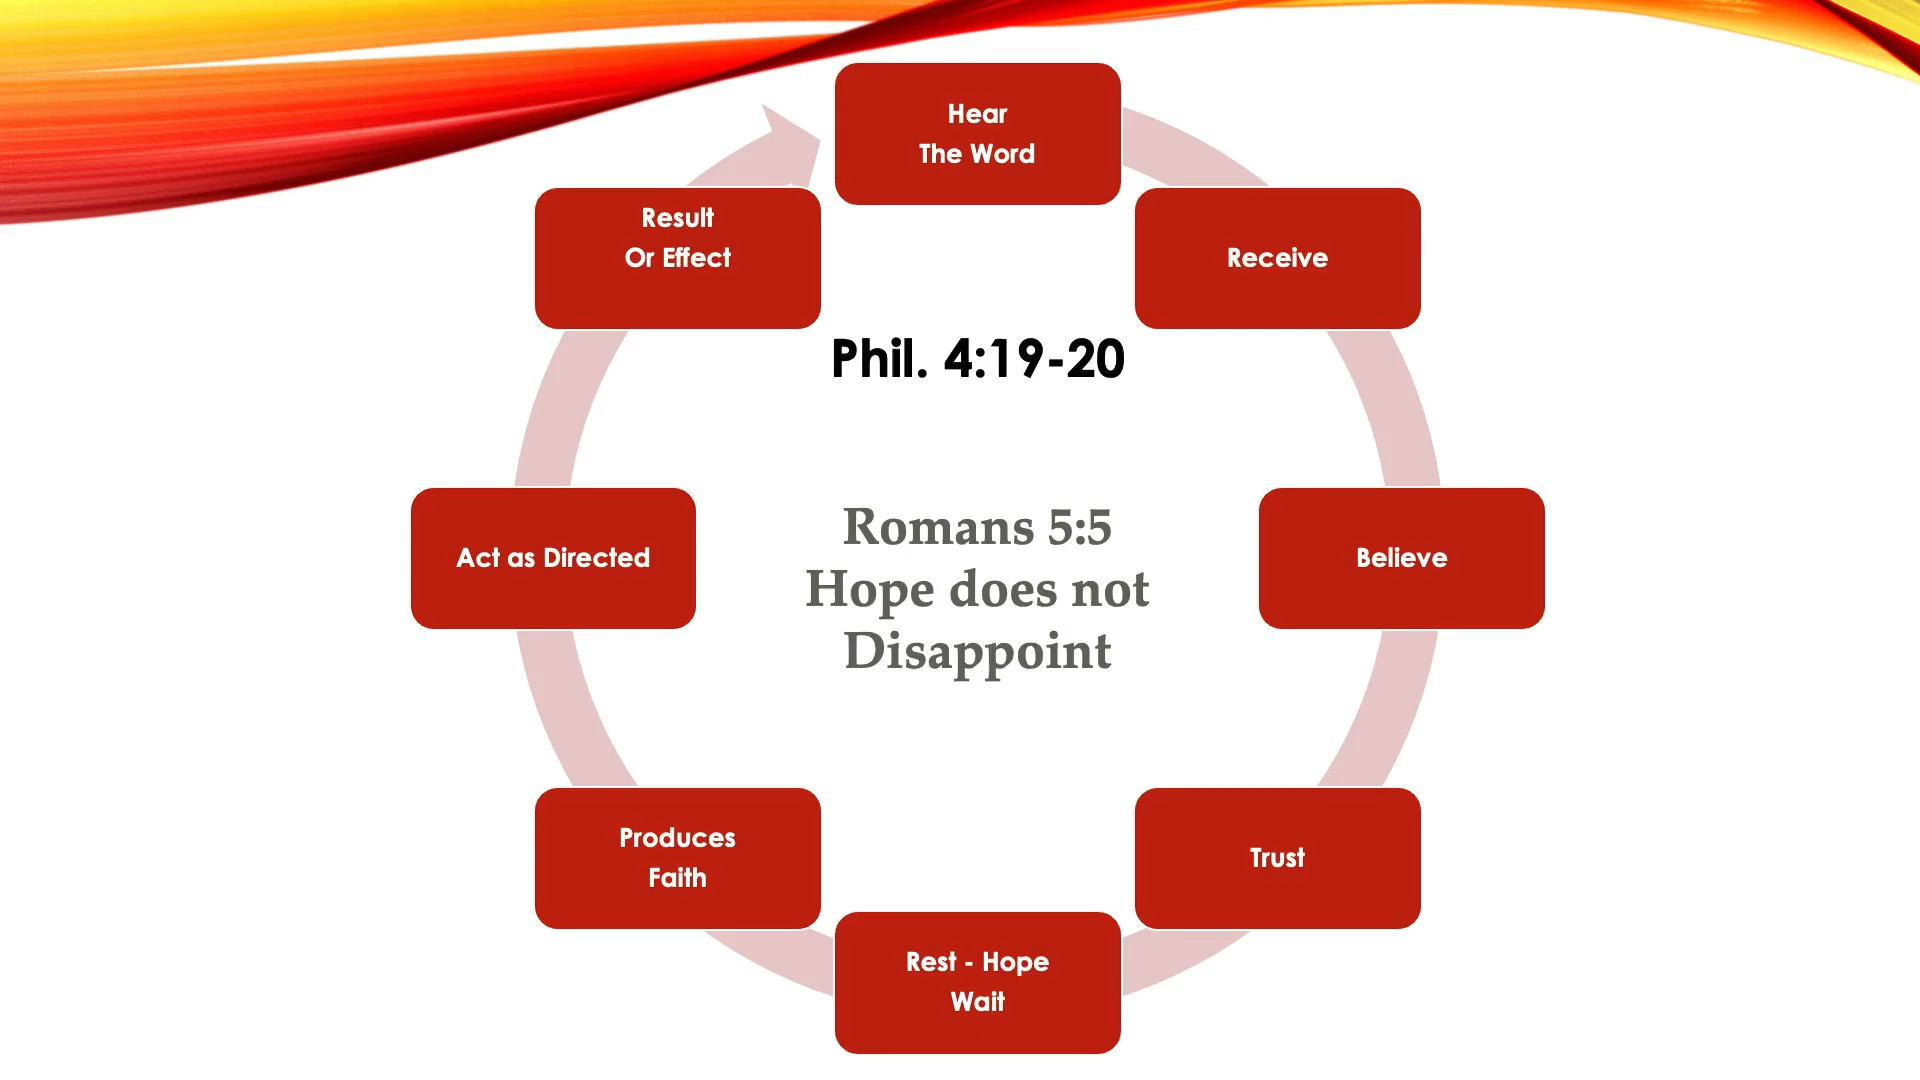 Hear
The Word
Receive
Believe
Trust
Rest - Hope
Wait
Produces
Faith
Act as Directed
Result
Or Effect
Phil. 4:19-20
Romans 5:5
Hope does not
Disappoint